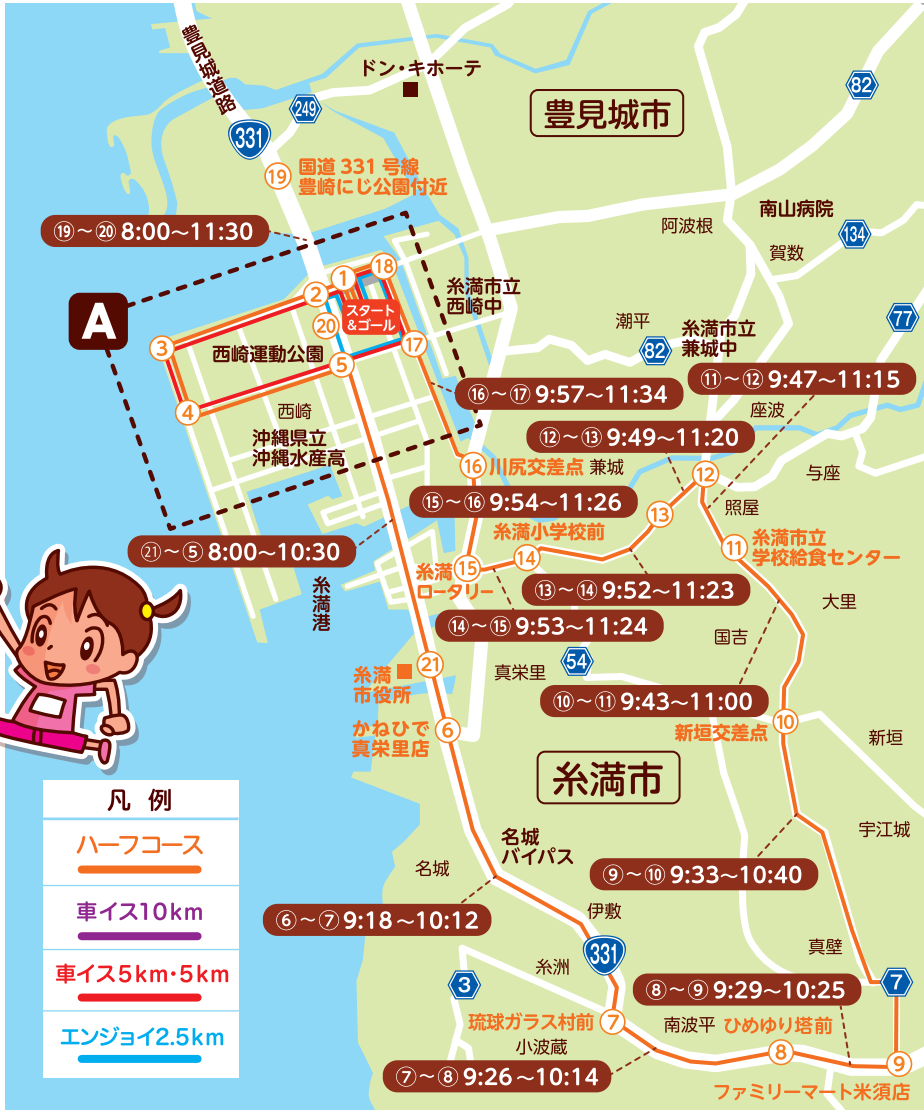 豊見城道路
ドン・キホーテ
249
331
82
豊見城市
⑲
国道331号線
豊崎にじ公園付近
南山病院
阿波根
134
賀数
⑲～⑳ 8:00～11:30
A
①
⑱
②
スタート
&ゴール
⑳
③
西崎運動公園
⑰
⑤
④
西崎
沖縄県立
沖縄水産高
糸満市立
西崎中
潮平
82
糸満市立
兼城中
77
⑪～⑫ 9:47～11:15
⑯～⑰ 9:57～11:34
座波
⑫～⑬ 9:49～11:20
⑯
川尻交差点
兼城
⑫
与座
⑮～⑯ 9:54～11:26
照屋
糸満小学校前
⑬
⑪
糸満市立
学校給食センター
㉑～⑤ 8:00～10:30
糸満
ロータリー
⑮
⑭
糸満港
⑬～⑭ 9:52～11:23
大里
⑭～⑮ 9:53～11:24
国吉
糸満
市役所
㉑
真栄里
54
⑩～⑪ 9:43～11:00
かねひで
真栄里店
⑥
新垣交差点
⑩
新垣
糸満市
凡例
ハーフコース
車イス10km
車イス5km・5km
エンジョイ2.5km
名城
バイパス
名城
宇江城
⑨～⑩ 9:33～10:40
⑥～⑦ 9:18～10:12
伊敷
331
真壁
糸洲
3
⑧～⑨ 9:29～10:25
7
琉球ガラス村前
⑦
南波平
ひめゆり塔前
小波蔵
⑧
⑨
⑦～⑧ 9:26～10:14
ファミリーマート米須店